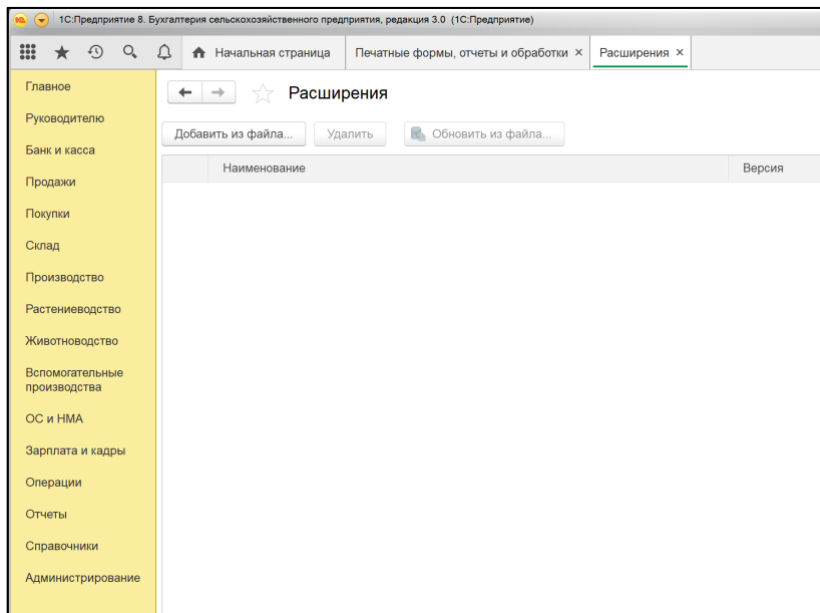 1С:Предприятие 8. Бухгалтерия сельскохозяйственного предприятия, редакция 3.0 (1С:Предприятие)
Начальная страница
Печатные формы, отчеты и обработки ×
Расширения ×
Главное
Руководителю
Банк и касса
Продажи
Покупки
Склад
Производство
Растениеводство
Животноводство
Вспомогательные
производства
ОС и НМА
Зарплата и кадры
Операции
Отчеты
Справочники
Администрирование
Расширения
Добавить из файла...
Удалить
Обновить из файла...
Наименование
Версия